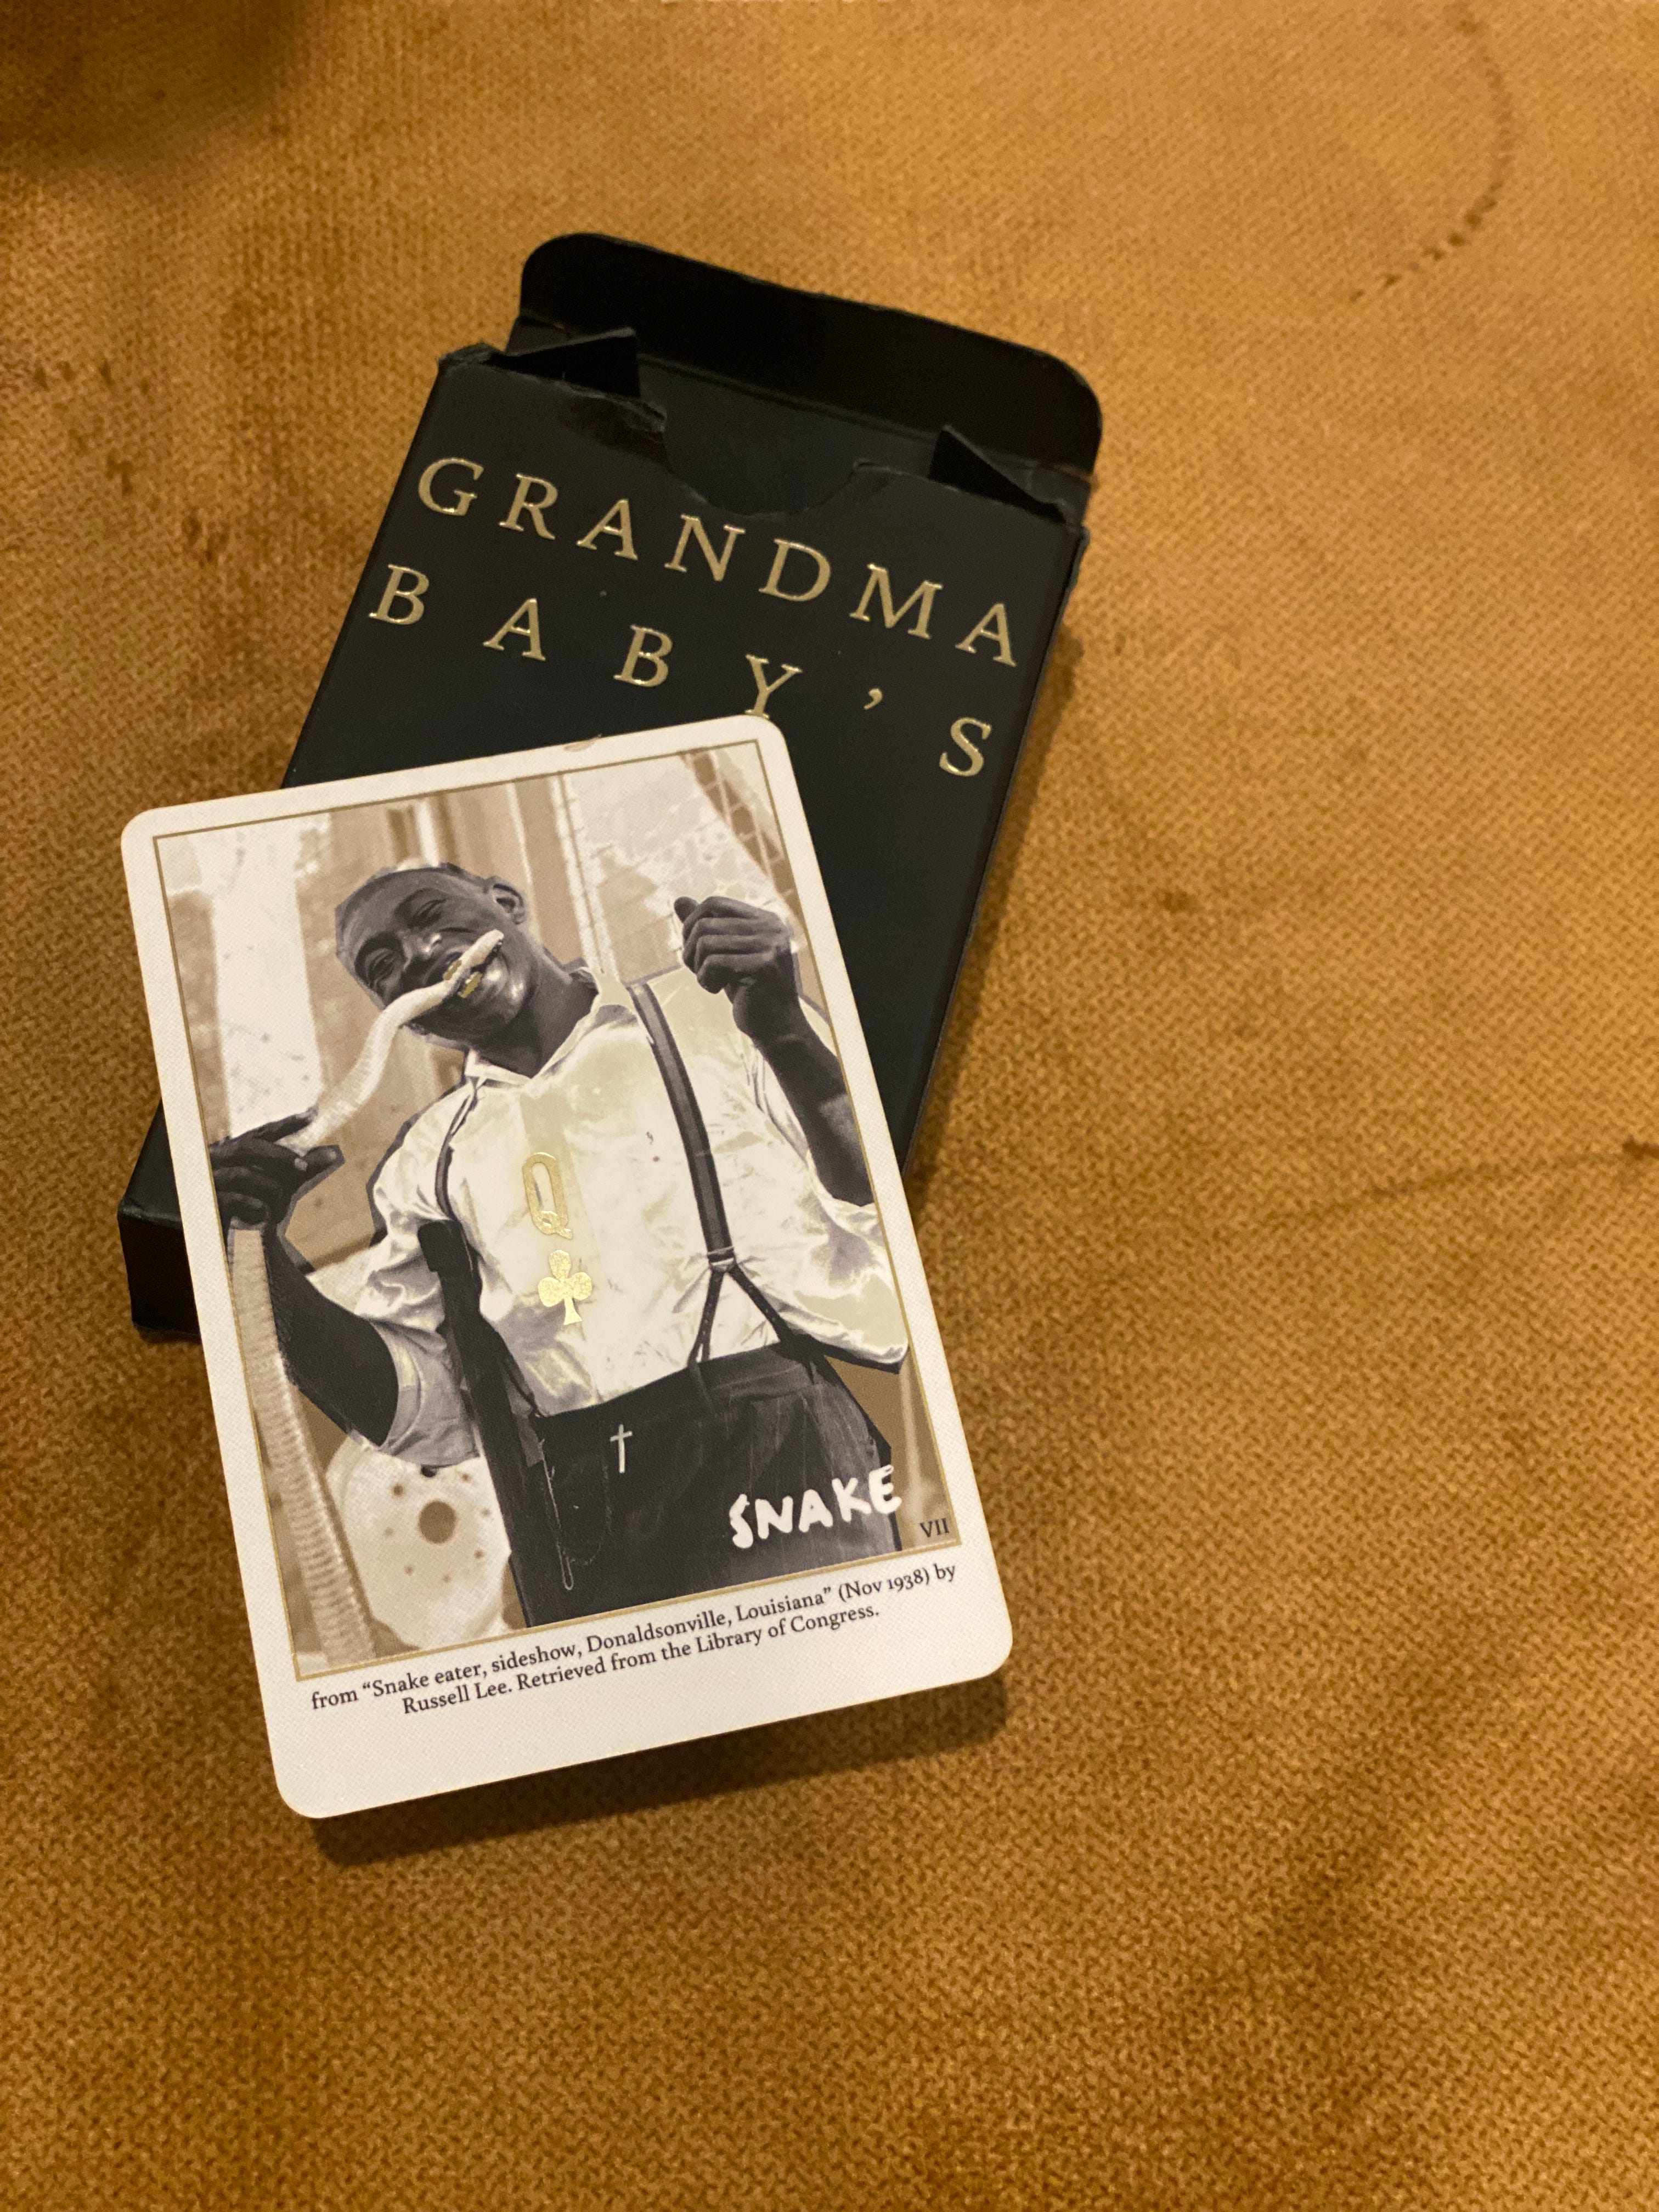 GRANDMA
BABY'S
Q
SNAKE
VII
from “Snake eater, sideshow, Donaldsonville, Louisiana” (Nov 1938) by
Russell Lee. Retrieved from the Library of Congress.